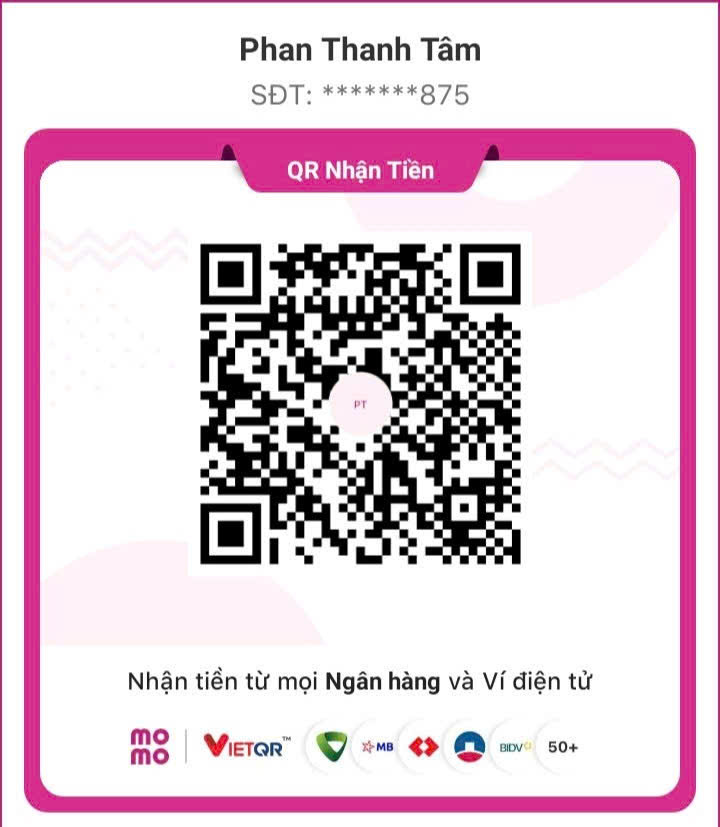 Phan Thanh Tâm
SĐT: *******875
QR Nhận Tiền
PT
Nhận tiền từ mọi Ngân hàng và Ví điện tử
mo
mo
VIETQR™
MB
BIDV
50+